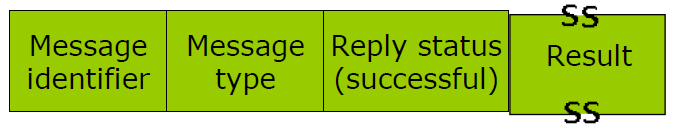 Message identifier
Message type
Reply status (successful)
SS
Result
SS